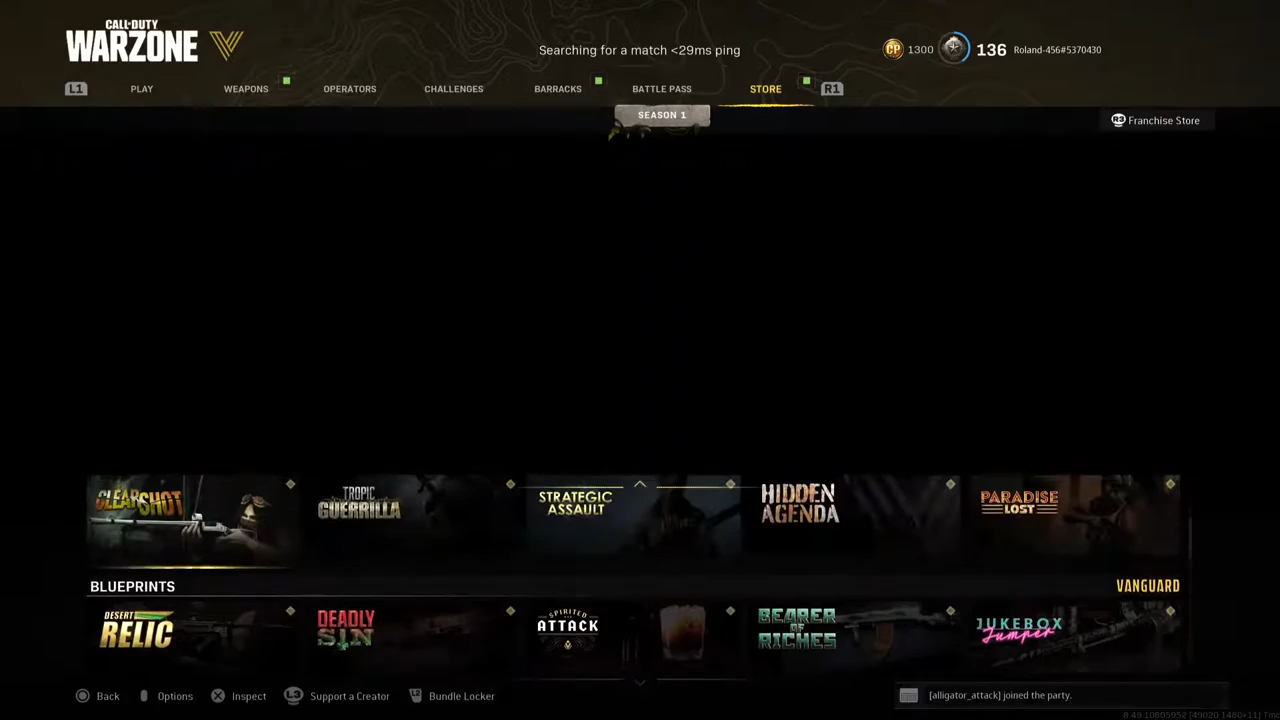 CALL OF DUTY
WARZONE
Searching for a match <29ms ping
CP 1300
136
Roland-456#5370430
L1 PLAY WEAPONS OPERATORS CHALLENGES BARRACKS BATTLE PASS STORE R1
SEASON 1
Franchise Store
CLEAR SHOT
TROPIC
GUERRILLA
STRATEGIC
ASSAULT
HIDDEN
AGENDA
PARADISE
LOST
BLUEPRINTS
VANGUARD
DESERT
RELIC
DEADLY
SIN
SPIRITED
ATTACK
BEARER
OF
RICHES
JUKEBOX
Jumper
Back Options Inspect L3 Support a Creator Bundle Locker
[alligator_attack] joined the party.